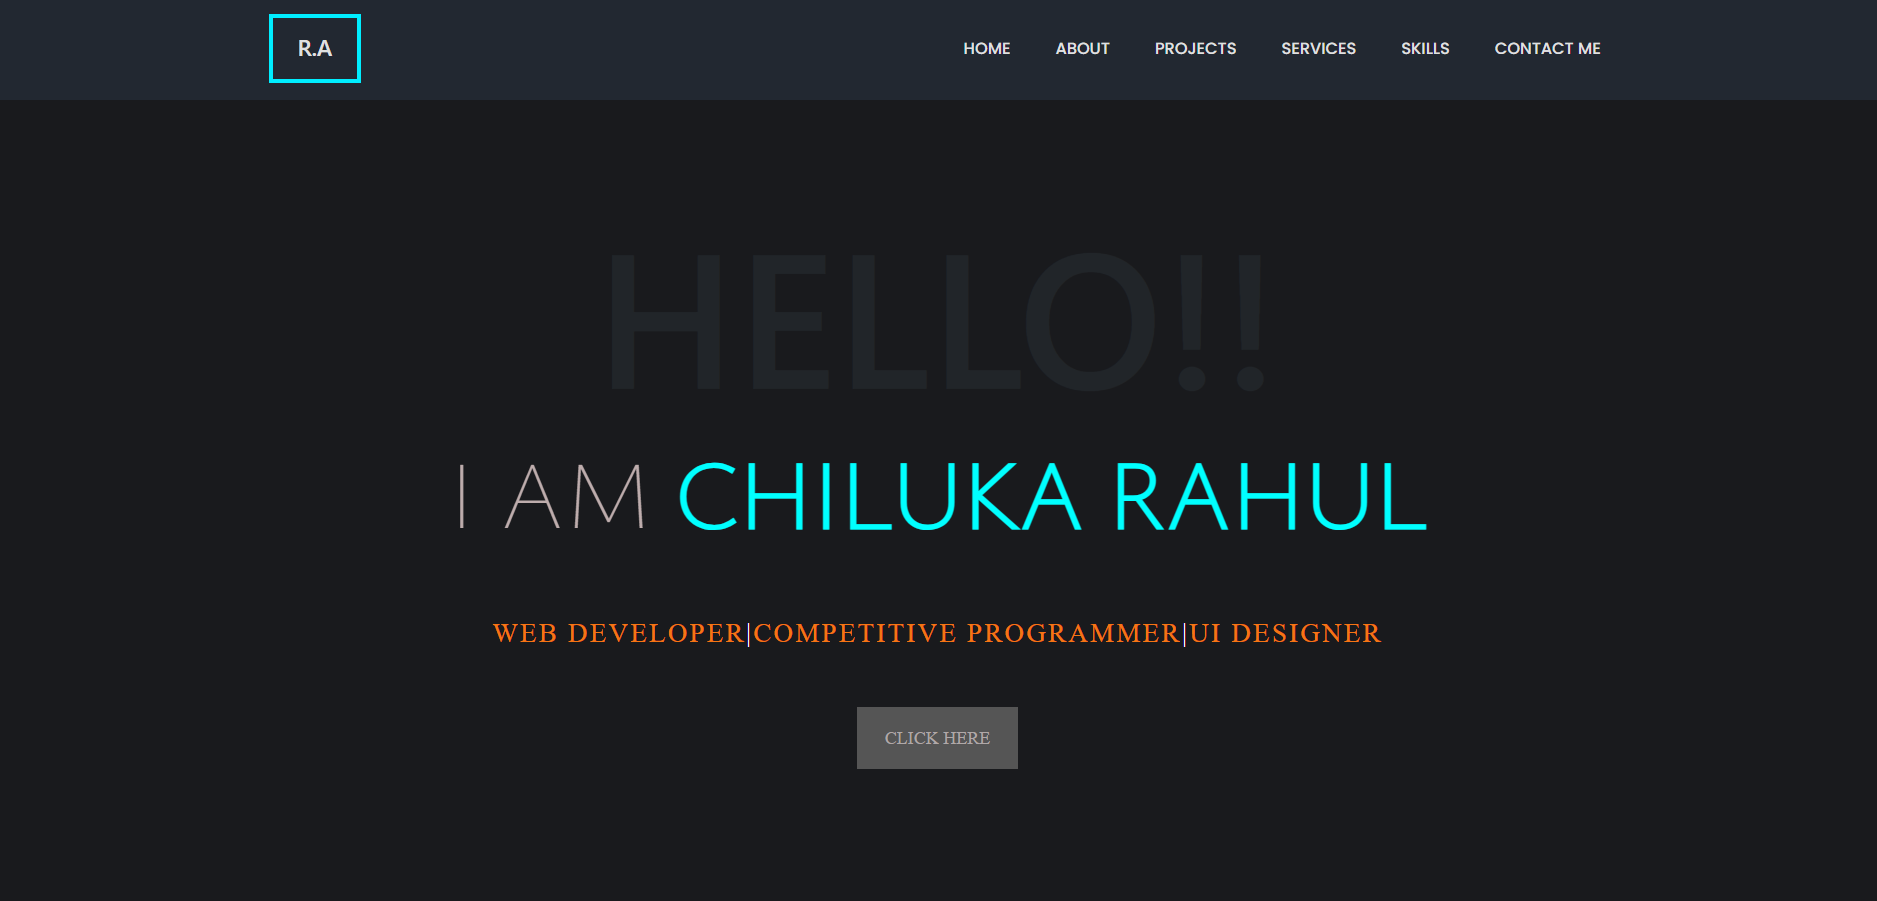 R.A
HOME ABOUT PROJECTS SERVICES SKILLS CONTACT ME
HELLO!!
I AM CHILUKA RAHUL
WEB DEVELOPER|COMPETITIVE PROGRAMMER|UI DESIGNER
CLICK HERE